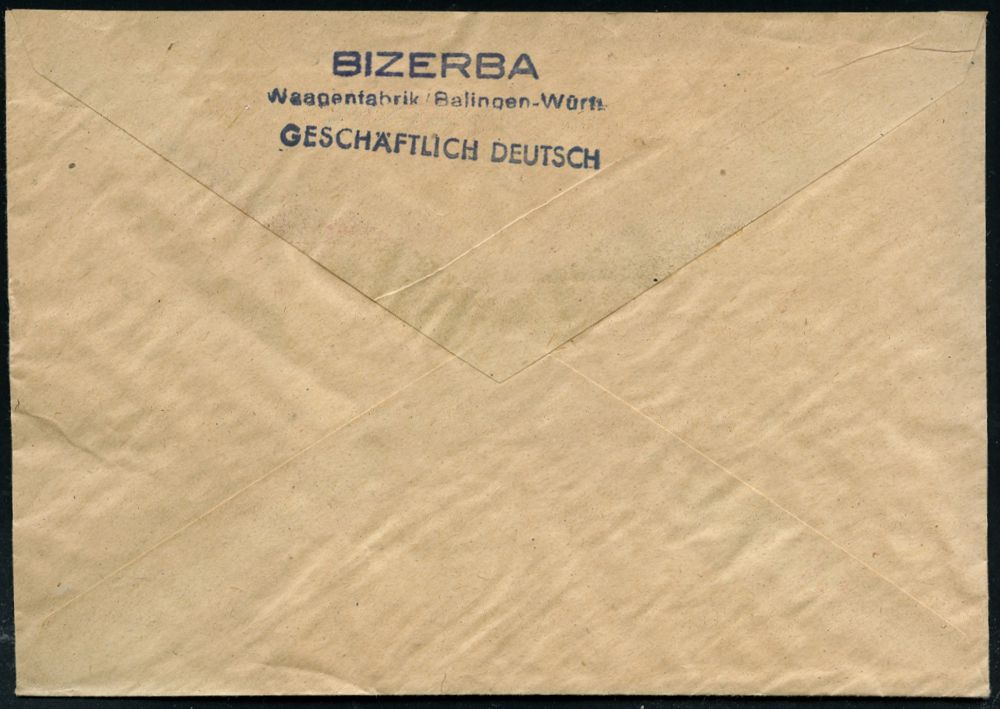 BIZERBA
Waagenfabrik/Balingen-Württ.
GESCHÄFTLICH DEUTSCH